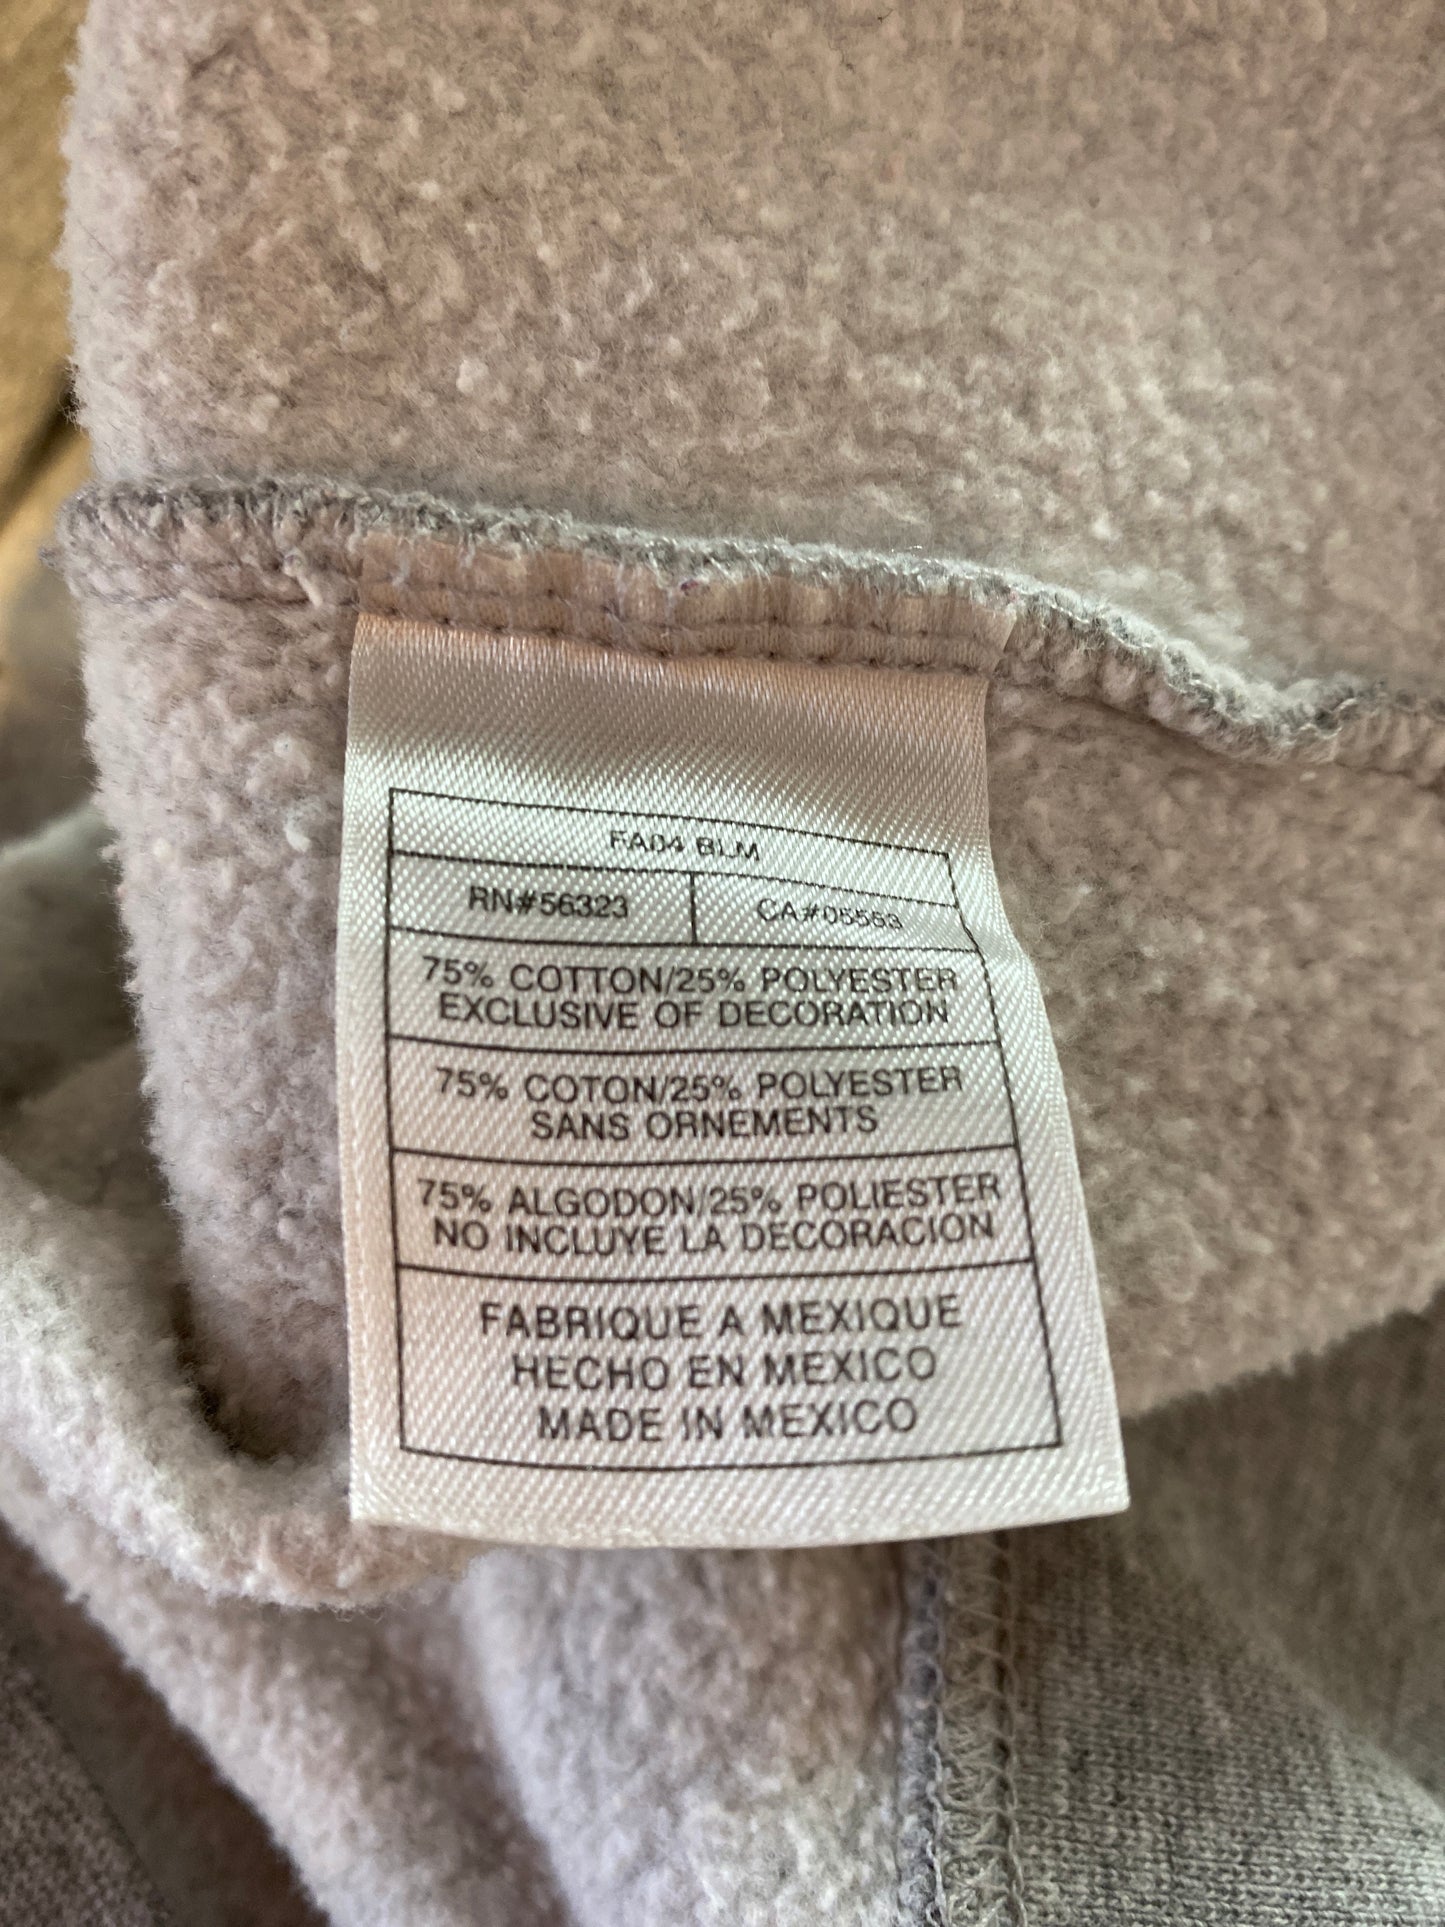 FA04 BLM
RN#56323 CA#05553
75% COTTON/25% POLYESTER
EXCLUSIVE OF DECORATION
75% COTON/25% POLYESTER
SANS ORNEMENTS
75% ALGODON/25% POLIESTER
NO INCLUYE LA DECORACION
FABRIQUE A MEXIQUE
HECHO EN MEXICO
MADE IN MEXICO